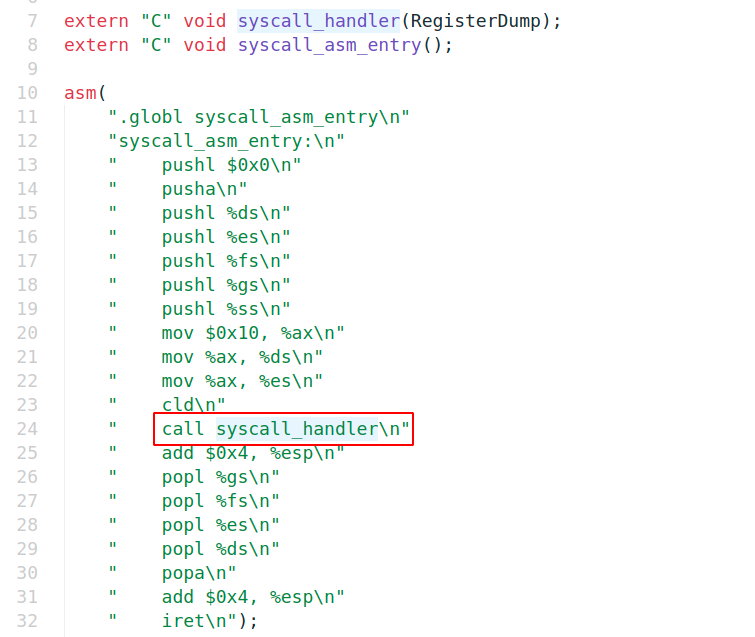 7 extern "C" void syscall_handler(RegisterDump);
8 extern "C" void syscall_asm_entry();
9
10 asm(
11     ".globl syscall_asm_entry\n"
12     "syscall_asm_entry:\n"
13     "    pushl $0x0\n"
14     "    pusha\n"
15     "    pushl %ds\n"
16     "    pushl %es\n"
17     "    pushl %fs\n"
18     "    pushl %gs\n"
19     "    pushl %ss\n"
20     "    mov $0x10, %ax\n"
21     "    mov %ax, %ds\n"
22     "    mov %ax, %es\n"
23     "    cld\n"
24     "    call syscall_handler\n"
25     "    add $0x4, %esp\n"
26     "    popl %gs\n"
27     "    popl %fs\n"
28     "    popl %es\n"
29     "    popl %ds\n"
30     "    popa\n"
31     "    add $0x4, %esp\n"
32     "    iret\n");